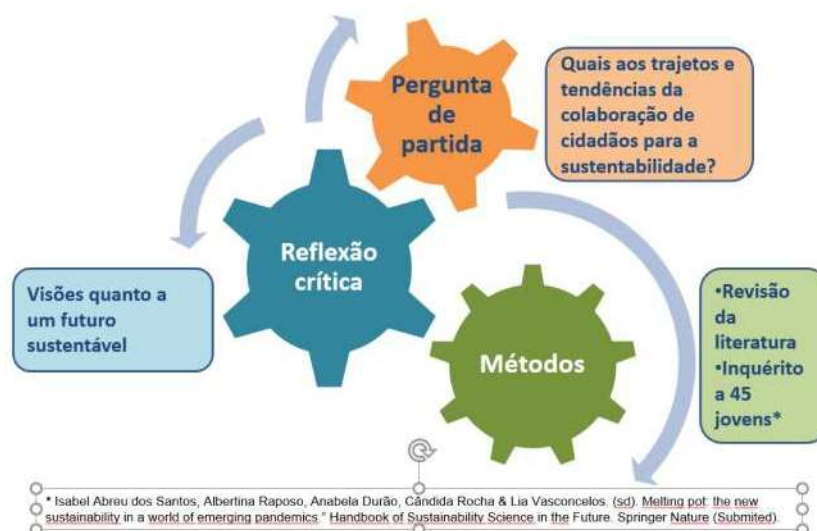 Pergunta
de
partida
Quais aos trajetos e
tendências da
colaboração de
cidadãos para a
sustentabilidade?
Reflexão
crítica
Visões quanto a
um futuro
sustentável
Métodos
•Revisão
da
literatura
•Inquérito
a 45
jovens*
* Isabel Abreu dos Santos, Albertina Raposo, Anabela Durão, Cândida Rocha & Lia Vasconcelos. (sd). Melting pot: the new
sustainability in a world of emerging pandemics." Handbook of Sustainability Science in the Future. Springer Nature (Submited).